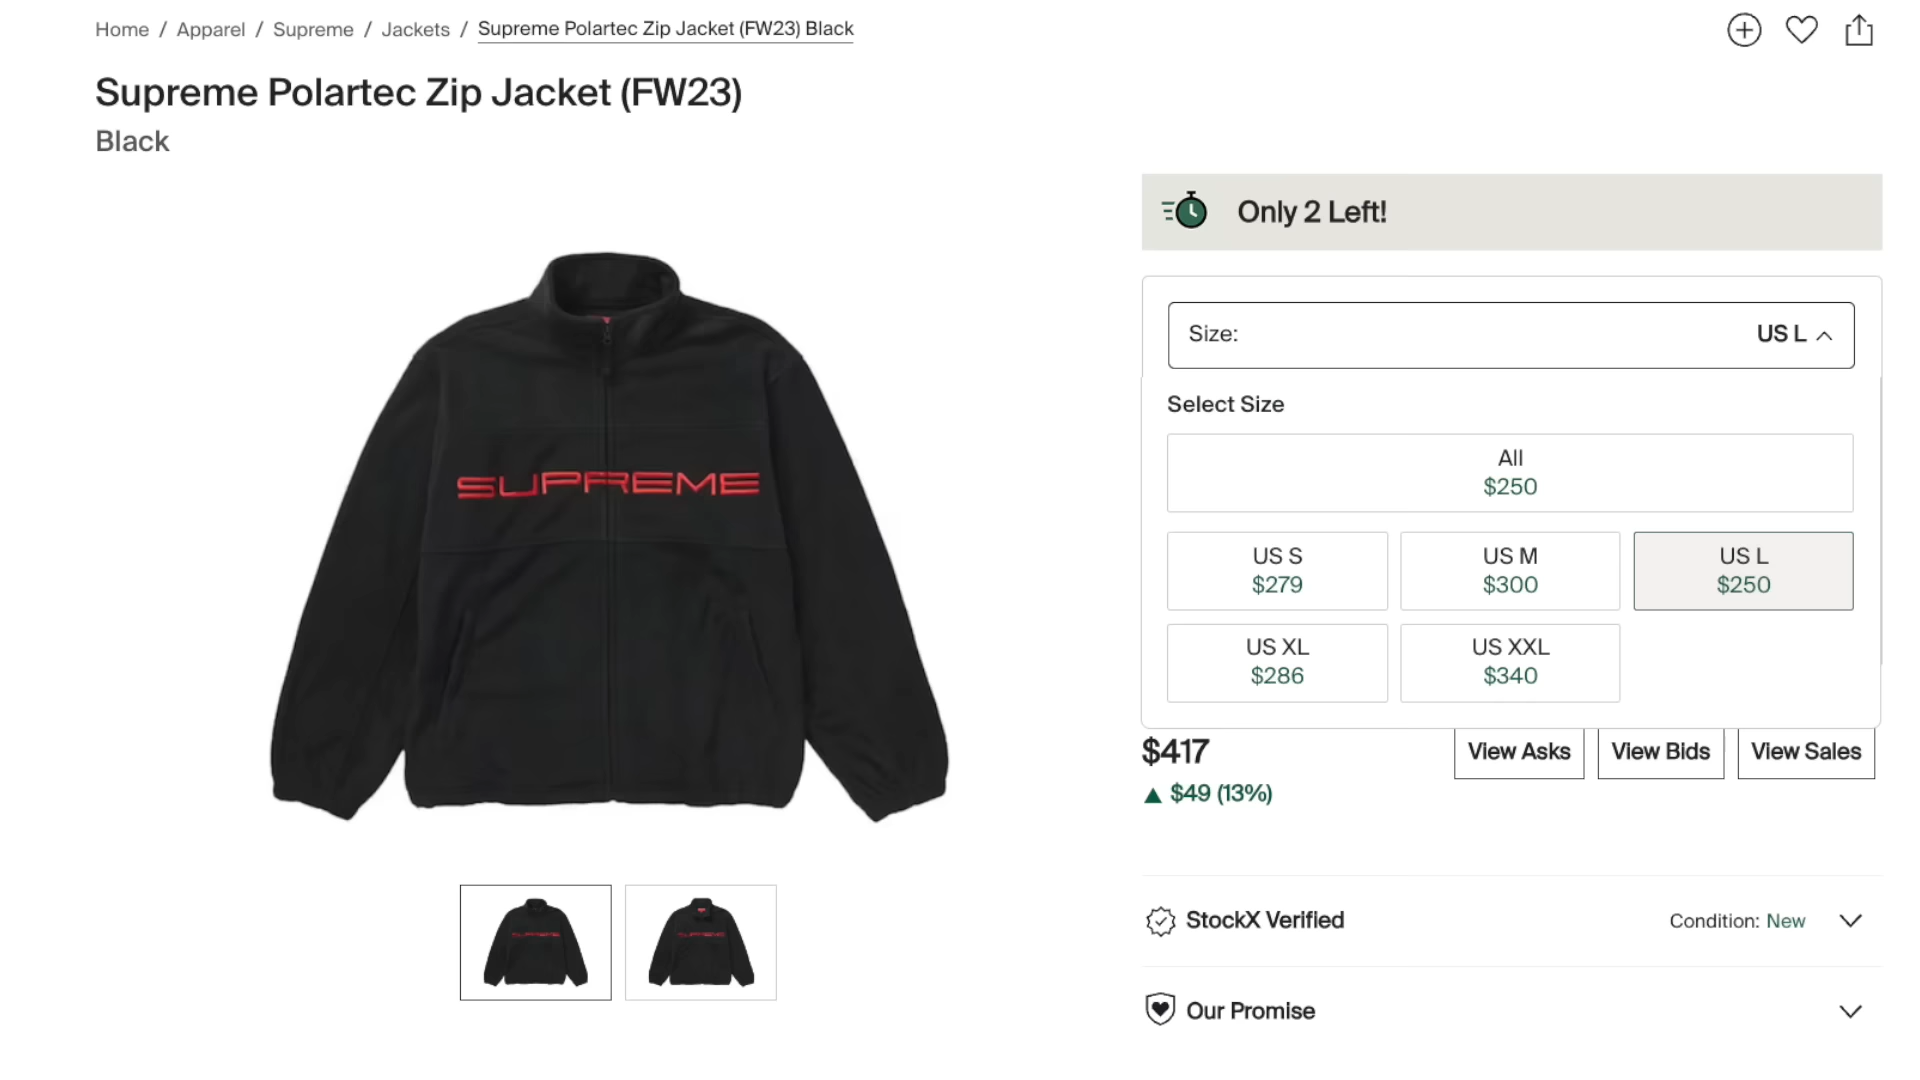 Home / Apparel / Supreme / Jackets / Supreme Polartec Zip Jacket (FW23) Black
Supreme Polartec Zip Jacket (FW23)
Black
SUPREME
Only 2 Left!
Size: US L
Select Size
All
$250
US S
$279
US M
$300
US L
$250
US XL
$286
US XXL
$340
$417
▲ $49 (13%)
View Asks
View Bids
View Sales
StockX Verified
Condition: New
Our Promise
SUPREME
SUPREME